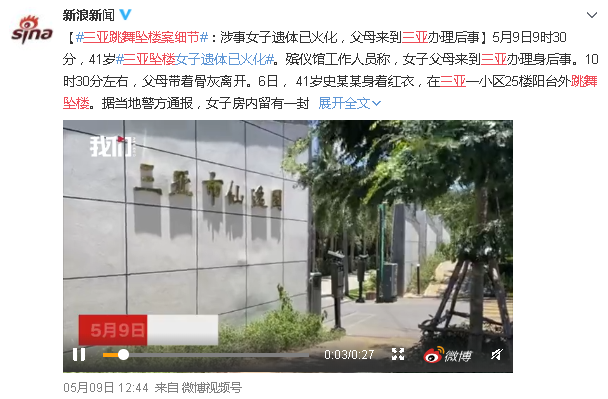 新浪新闻
sina
【#三亚跳舞坠楼案细节#：涉事女子遗体已火化，父母来到三亚办理后事】5月9日9时30
分，41岁#三亚坠楼女子遗体已火化#。殡仪馆工作人员称，女子父母来到三亚办理身后事。10
时30分左右，父母带着骨灰离开。6日， 41岁史某某身着红衣，在三亚一小区25楼阳台外跳舞
坠楼。据当地警方通报，女子房内留有一封 展开全文
我们
三亚市仙逸园
5月9日
0:03/0:27
微博
05月09日 12:44 来自 微博视频号